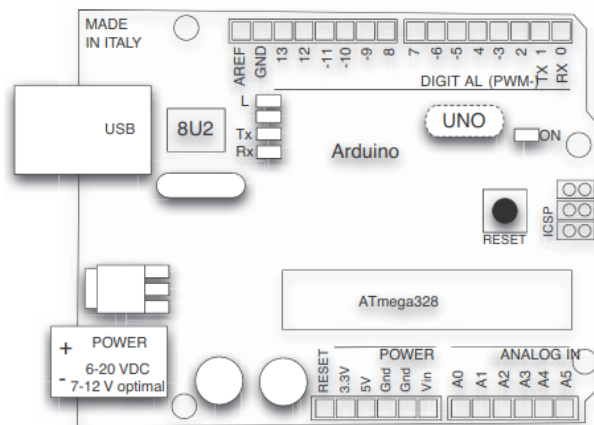 MADE
IN ITALY
AREF
GND
13
12
-11
-10
-9
8
7
-6
-5
4
-3
2
TX 1
RX 0
DIGIT AL (PWM-)
L
Tx
Rx
USB
8U2
UNO
ON
Arduino
RESET
ICSP
ATmega328
+ POWER
6-20 VDC
- 7-12 V optimal
POWER
ANALOG IN
RESET
3.3V
5V
Gnd
Gnd
Vin
A0
A1
A2
A3
A4
A5